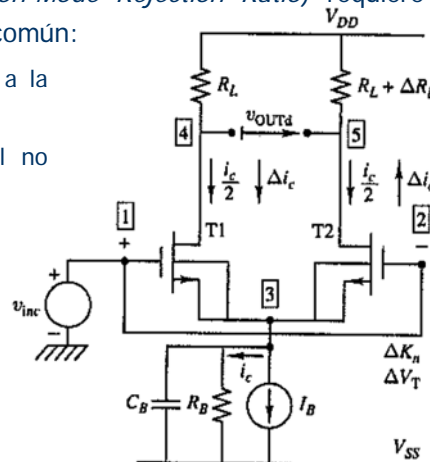 on-Mode Rejection Ratio) requiere
común:
a la
l no
V_DD
R_L
R_L + ΔR
v_OUTd
4
5
i_c/2
Δi_c
i_c/2
Δi
1
+
T1
T2
2
−
+
v_inc
−
3
i_c
C_B
R_B
I_B
ΔK_n
ΔV_T
V_SS